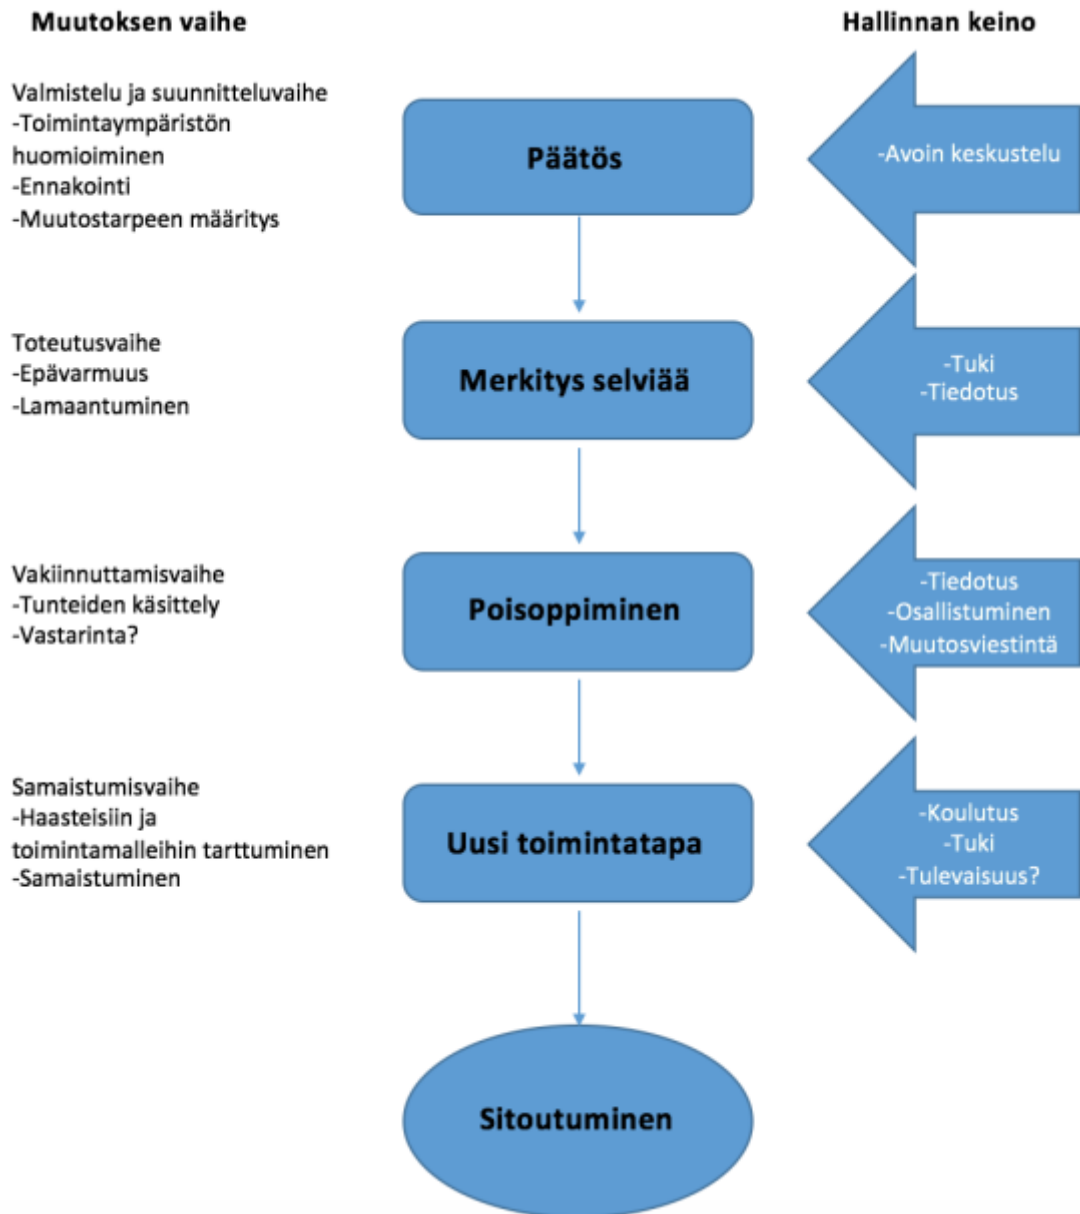 Muutoksen vaihe
Hallinnan keino
Valmistelu ja suunnitteluvaihe
-Toimintaympäristön
huomioiminen
-Ennakointi
-Muutostarpeen määritys
Päätös
-Avoin keskustelu
Toteutusvaihe
-Epävarmuus
-Lamaantuminen
Merkitys selviää
-Tuki
-Tiedotus
Vakiinnuttamisvaihe
-Tunteiden käsittely
-Vastarinta?
Poisoppiminen
-Tiedotus
-Osallistuminen
-Muutosviestintä
Samaistumisvaihe
-Haasteisiin ja
toimintamalleihin tarttuminen
-Samaistuminen
Uusi toimintatapa
-Koulutus
-Tuki
-Tulevaisuus?
Sitoutuminen